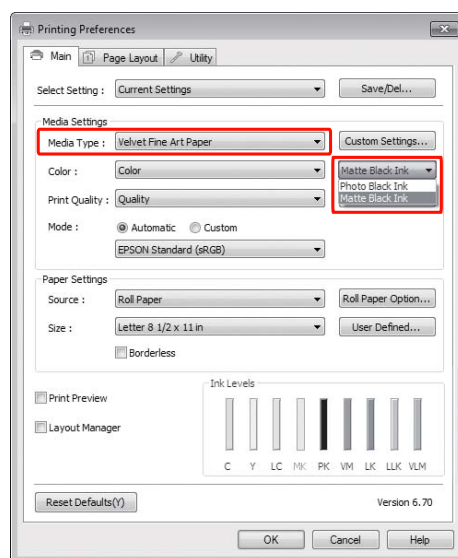 Printing Preferences
Main Page Layout Utility
Select Setting : Current Settings Save/Del...
Media Settings
Media Type : Velvet Fine Art Paper Custom Settings...
Color : Color Matte Black Ink
Photo Black Ink
Print Quality : Quality Matte Black Ink
Mode : Automatic Custom
EPSON Standard (sRGB)
Paper Settings
Source : Roll Paper Roll Paper Option...
Size : Letter 8 1/2 x 11 in User Defined...
Borderless
Ink Levels
Print Preview
Layout Manager
C Y LC MK PK VM LK LLK VLM
Reset Defaults(Y) Version 6.70
OK Cancel Help